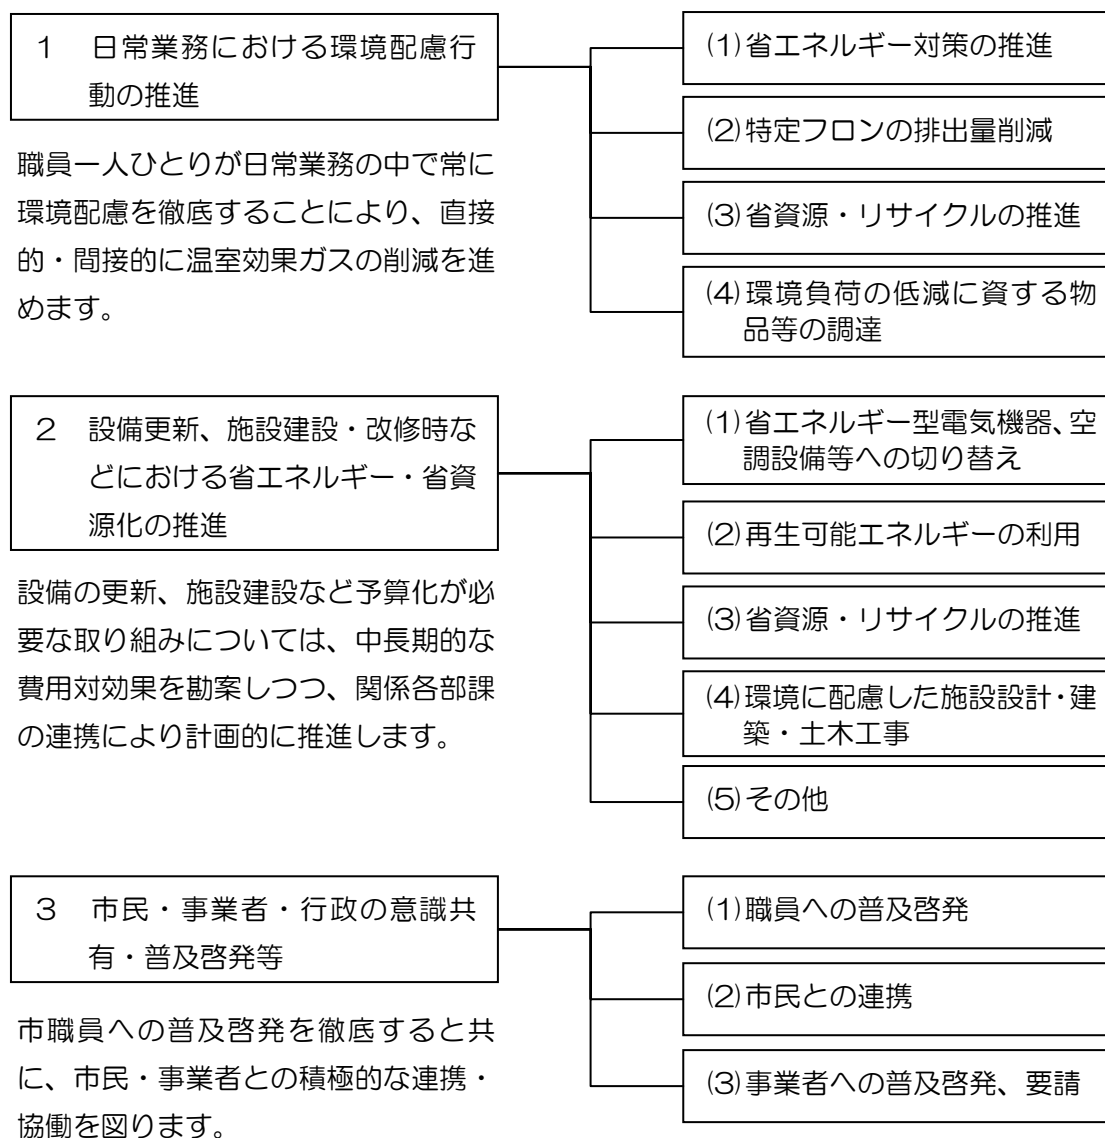 １　日常業務における環境配慮行
動の推進
職員一人ひとりが日常業務の中で常に
環境配慮を徹底することにより、直接
的・間接的に温室効果ガスの削減を進
めます。
(1)省エネルギー対策の推進
(2)特定フロンの排出量削減
(3)省資源・リサイクルの推進
(4)環境負荷の低減に資する物
品等の調達
２　設備更新、施設建設・改修時な
どにおける省エネルギー・省資
源化の推進
設備の更新、施設建設など予算化が必
要な取り組みについては、中長期的な
費用対効果を勘案しつつ、関係各部課
の連携により計画的に推進します。
(1)省エネルギー型電気機器、空
調設備等への切り替え
(2)再生可能エネルギーの利用
(3)省資源・リサイクルの推進
(4)環境に配慮した施設設計・建
築・土木工事
(5)その他
３　市民・事業者・行政の意識共
有・普及啓発等
市職員への普及啓発を徹底すると共
に、市民・事業者との積極的な連携・
協働を図ります。
(1)職員への普及啓発
(2)市民との連携
(3)事業者への普及啓発、要請